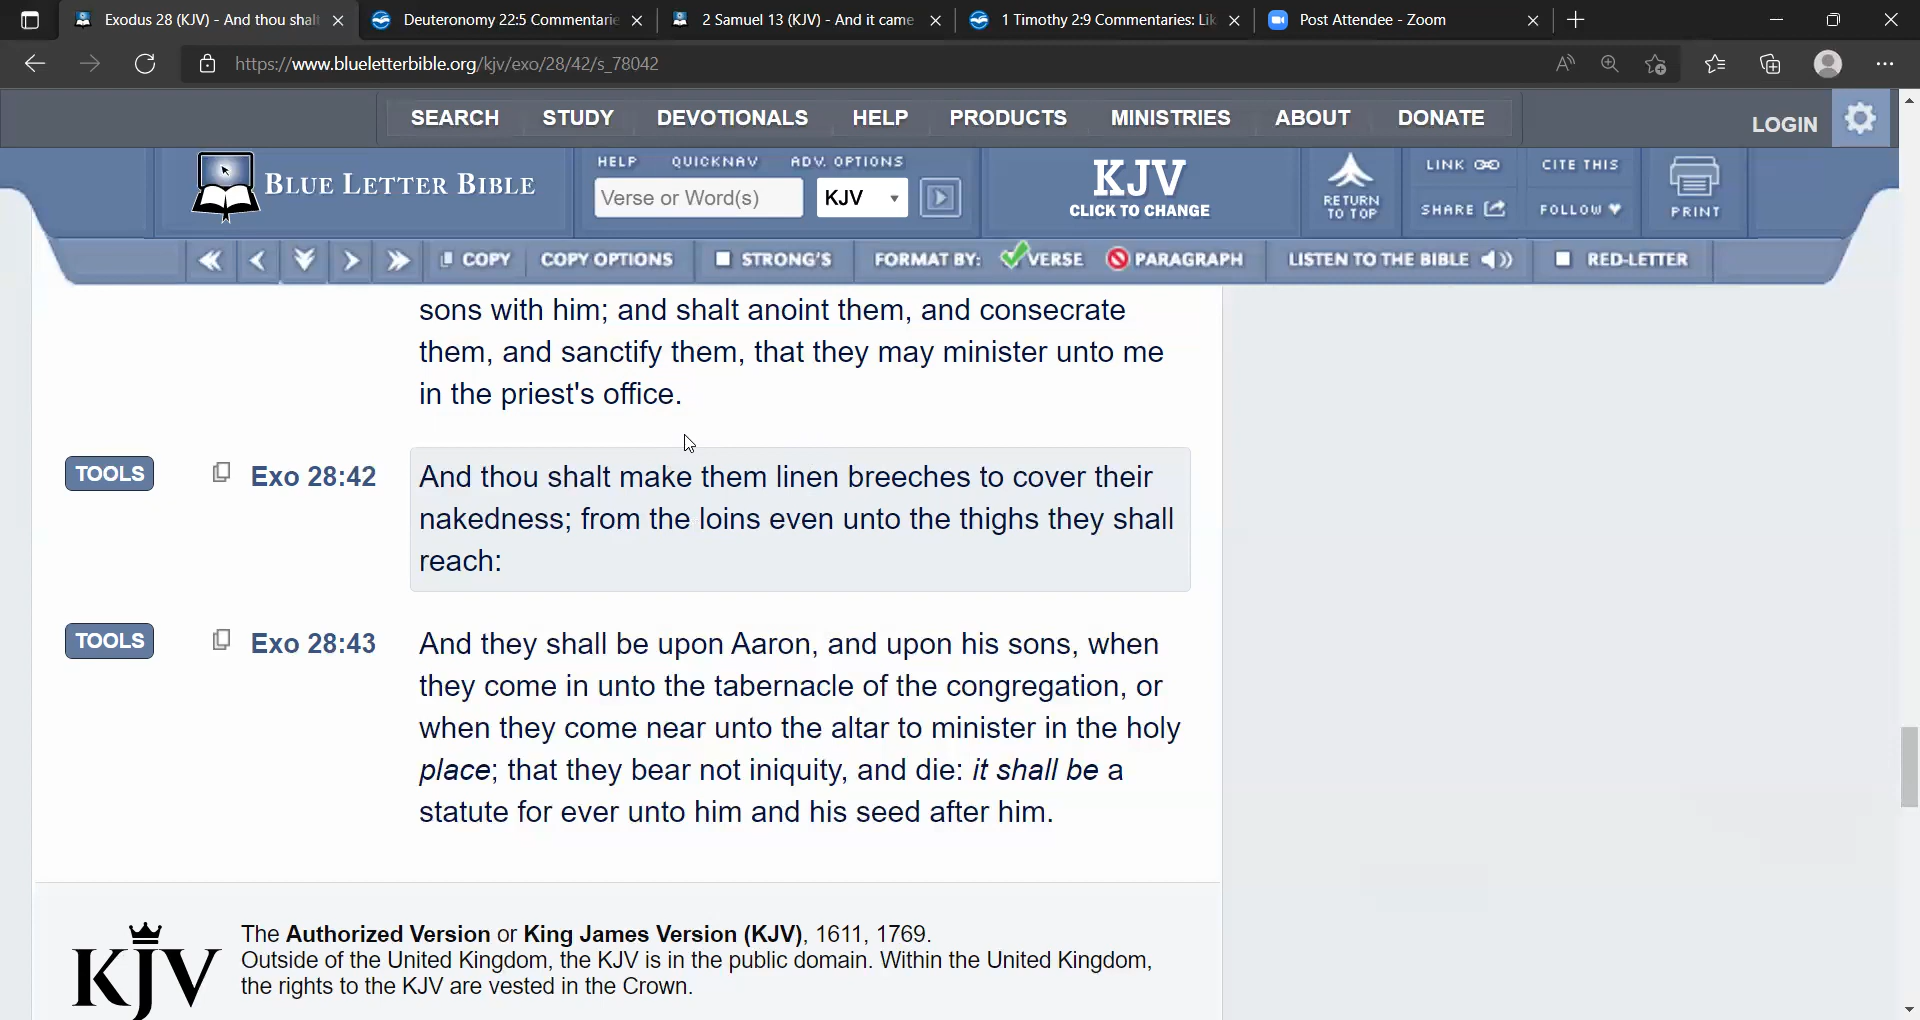 Exodus 28 (KJV) - And thou shal
Deuteronomy 22:5 Commentarie
2 Samuel 13 (KJV) - And it came
1 Timothy 2:9 Commentaries: Lik
Post Attendee - Zoom
https://www.blueletterbible.org/kjv/exo/28/42/s_78042
SEARCH STUDY DEVOTIONALS HELP PRODUCTS MINISTRIES ABOUT DONATE
LOGIN
BLUE LETTER BIBLE
HELP QUICKNAV ADV. OPTIONS
Verse or Word(s) KJV
KJV
CLICK TO CHANGE
RETURN
TO TOP
LINK CITE THIS
SHARE FOLLOW
PRINT
COPY COPY OPTIONS STRONG'S FORMAT BY: VERSE PARAGRAPH LISTEN TO THE BIBLE RED-LETTER
sons with him; and shalt anoint them, and consecrate
them, and sanctify them, that they may minister unto me
in the priest's office.
TOOLS Exo 28:42 And thou shalt make them linen breeches to cover their
nakedness; from the loins even unto the thighs they shall
reach:
TOOLS Exo 28:43 And they shall be upon Aaron, and upon his sons, when
they come in unto the tabernacle of the congregation, or
when they come near unto the altar to minister in the holy
place; that they bear not iniquity, and die: it shall be a
statute for ever unto him and his seed after him.
KJV
The Authorized Version or King James Version (KJV), 1611, 1769.
Outside of the United Kingdom, the KJV is in the public domain. Within the United Kingdom,
the rights to the KJV are vested in the Crown.